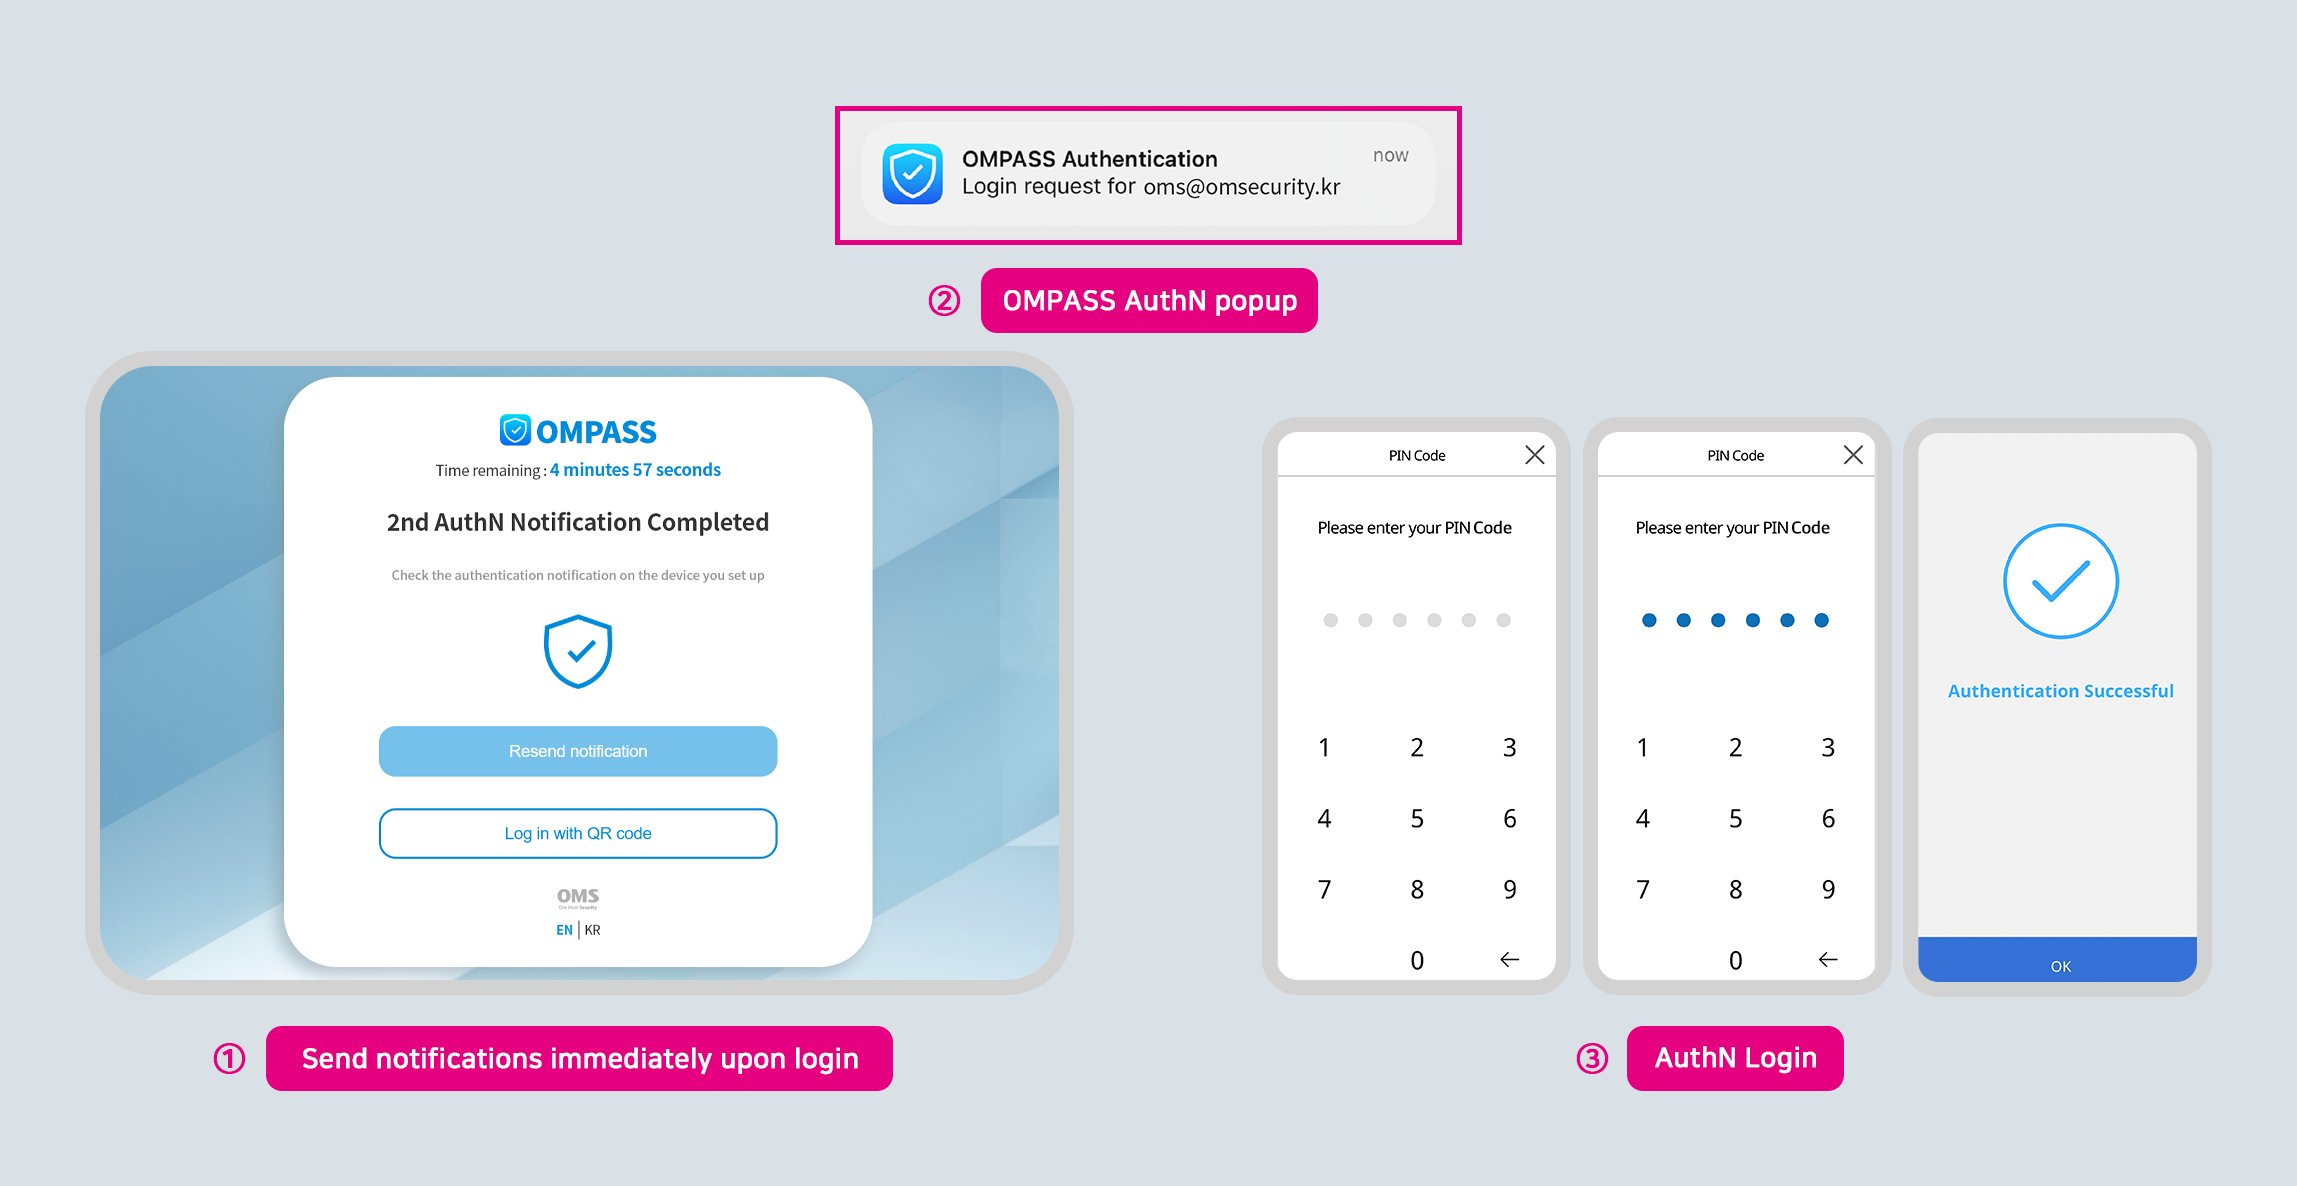 OMPASS Authentication
now
Login request for oms@omsecurity.kr
② OMPASS AuthN popup
OMPASS
Time remaining : 4 minutes 57 seconds
2nd AuthN Notification Completed
Check the authentication notification on the device you set up
Resend notification
Log in with QR code
OMS
One More Security
EN | KR
① Send notifications immediately upon login
PIN Code
Please enter your PIN Code
1 2 3
4 5 6
7 8 9
0 ←
PIN Code
Please enter your PIN Code
1 2 3
4 5 6
7 8 9
0 ←
Authentication Successful
OK
③ AuthN Login